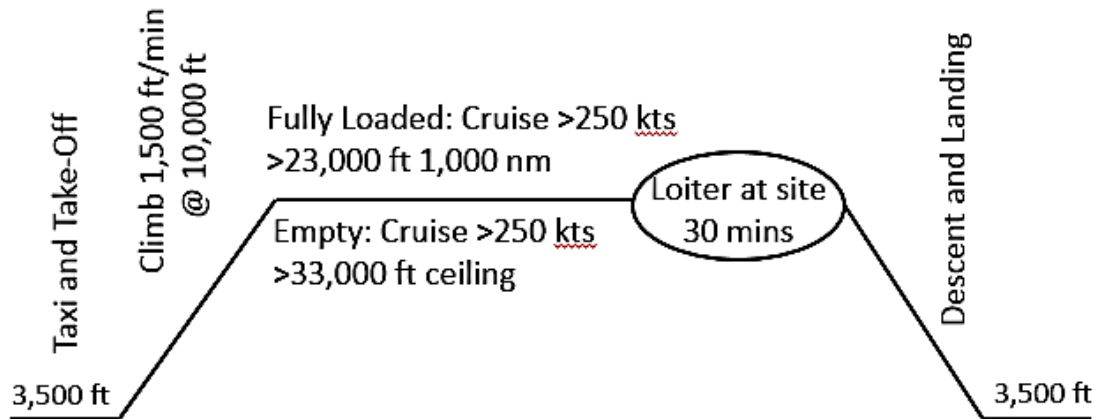 Taxi and Take-Off
Climb 1,500 ft/min
@ 10,000 ft
Fully Loaded: Cruise >250 kts
>23,000 ft 1,000 nm
Empty: Cruise >250 kts
>33,000 ft ceiling
Loiter at site
30 mins
Descent and Landing
3,500 ft
3,500 ft